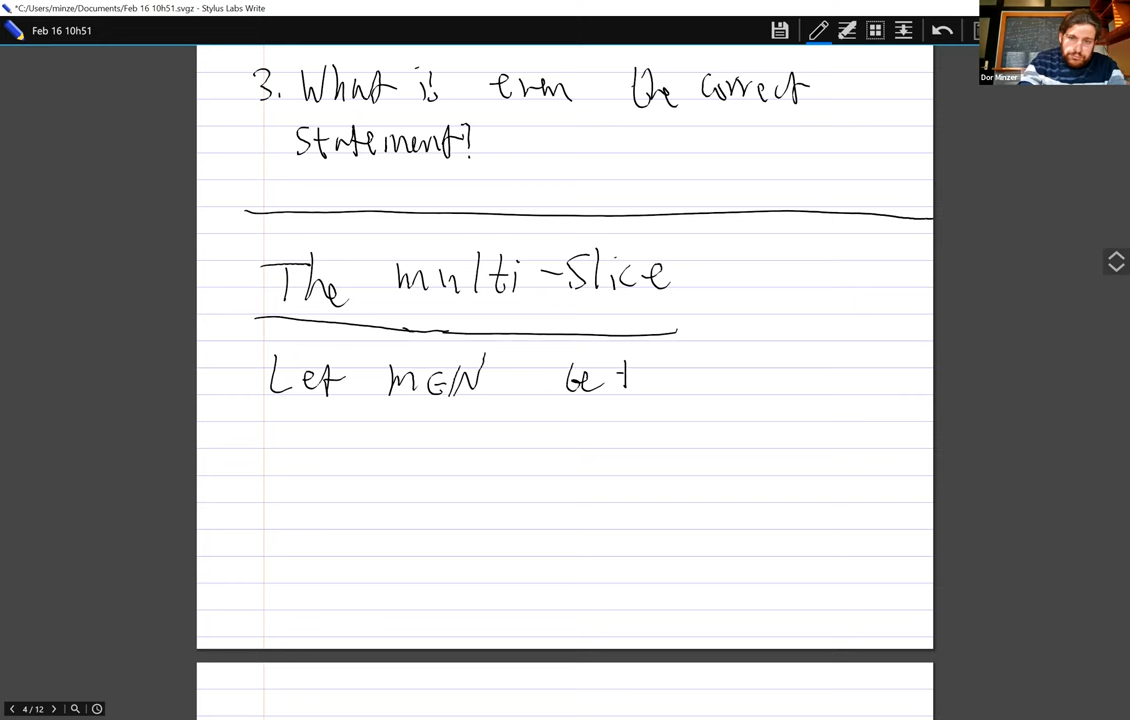 *C:/Users/minze/Documents/Feb 16 10h51.svgz - Stylus Labs Write
Feb 16 10h51
Dor Minzer
3. What is even the correct
statement?
The multi-Slice
Let m∈ℕ be t
4 / 12